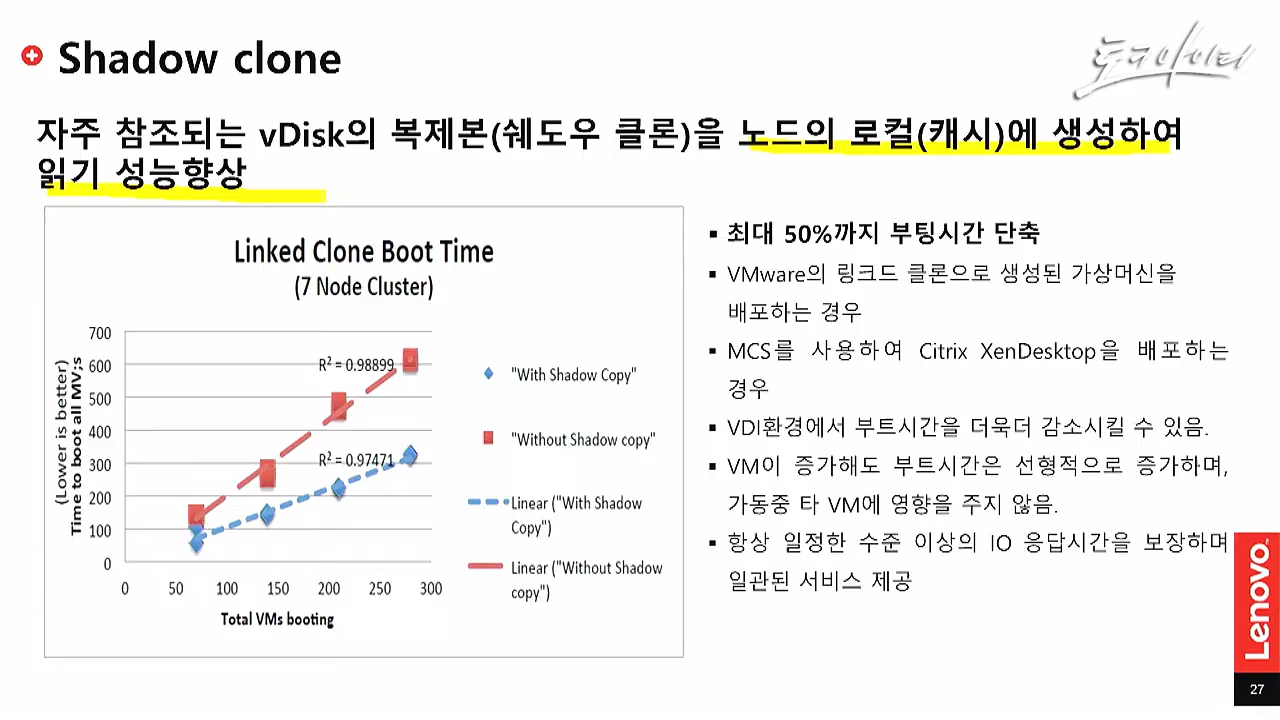 Shadow clone
토크아이티
자주 참조되는 vDisk의 복제본(쉐도우 클론)을 노드의 로컬(캐시)에 생성하여
읽기 성능향상
Linked Clone Boot Time
(7 Node Cluster)
(Lower is better)
Time to boot all MV;s
700
600
500
400
300
200
100
0
R² = 0.98899
R² = 0.97471
0 50 100 150 200 250 300
Total VMs booting
"With Shadow Copy"
"Without Shadow copy"
Linear ("With Shadow
Copy")
Linear ("Without Shadow
copy")
▪ 최대 50%까지 부팅시간 단축
▪ VMware의 링크드 클론으로 생성된 가상머신을
배포하는 경우
▪ MCS를 사용하여 Citrix XenDesktop을 배포하는
경우
▪ VDI환경에서 부트시간을 더욱더 감소시킬 수 있음.
▪ VM이 증가해도 부트시간은 선형적으로 증가하며,
가동중 타 VM에 영향을 주지 않음.
▪ 항상 일정한 수준 이상의 IO 응답시간을 보장하며
일관된 서비스 제공
Lenovo
27